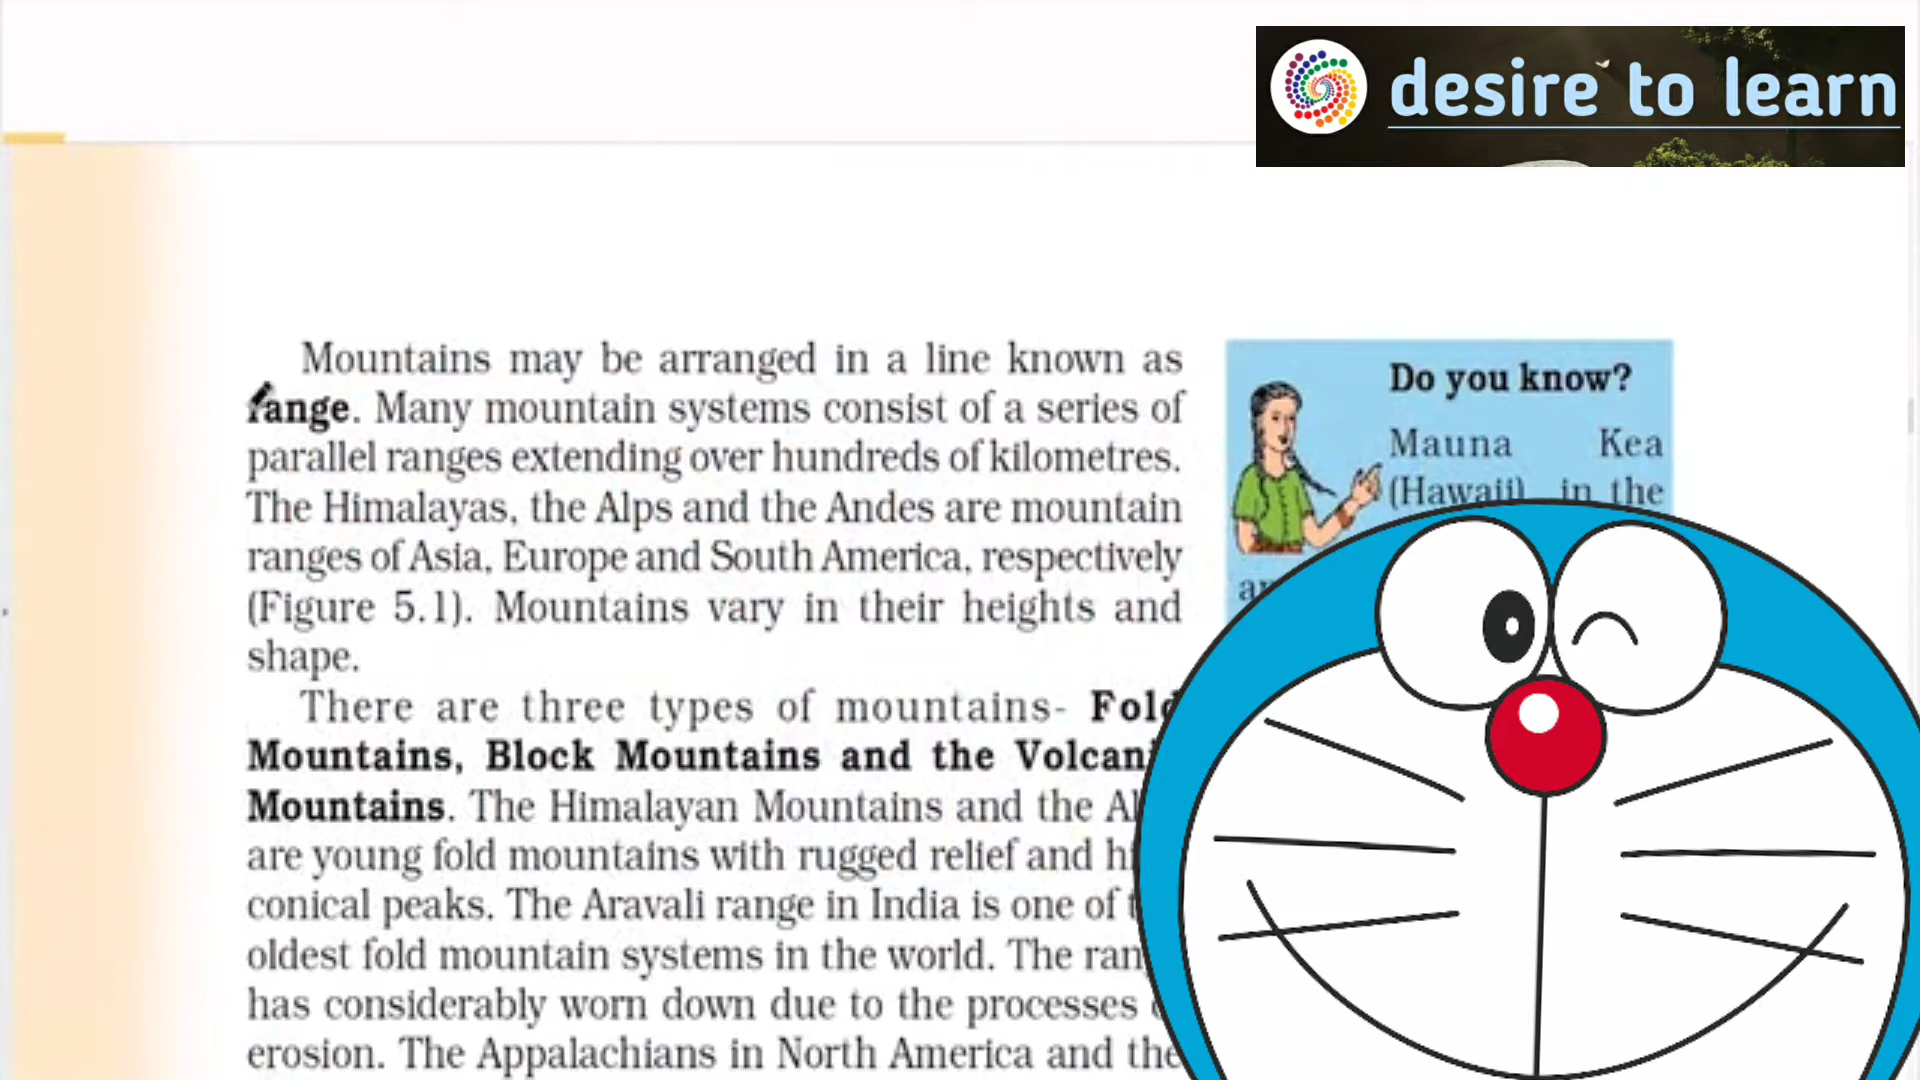 desire to learn
Mountains may be arranged in a line known as
range. Many mountain systems consist of a series of
parallel ranges extending over hundreds of kilometres.
The Himalayas, the Alps and the Andes are mountain
ranges of Asia, Europe and South America, respectively
(Figure 5.1). Mountains vary in their heights and
shape.
There are three types of mountains- Fold
Mountains, Block Mountains and the
Mountains. The Himalayan Mountains and the
are young fold mountains with rugged relief and
conical peaks. The Aravali range in India is one of
oldest fold mountain systems in the world. The
has considerably worn down due to the processes
erosion. The Appalachians in North America and the
Do you know?
Mauna Kea
(Hawaii) in the